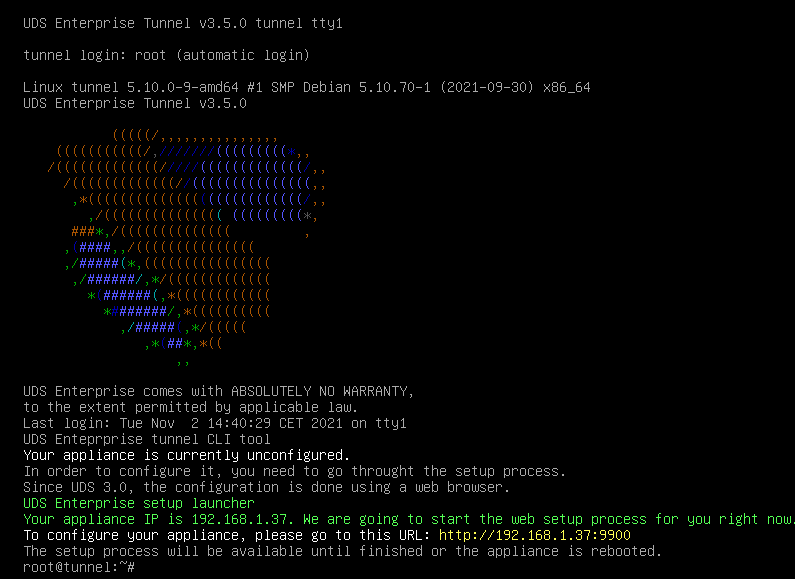 UDS Enterprise Tunnel v3.5.0 tunnel tty1
tunnel login: root (automatic login)
Linux tunnel 5.10.0-9-amd64 #1 SMP Debian 5.10.70-1 (2021-09-30) x86_64
UDS Enterprise Tunnel v3.5.0
UDS Enterprise comes with ABSOLUTELY NO WARRANTY,
to the extent permitted by applicable law.
Last login: Tue Nov  2 14:40:29 CET 2021 on tty1
UDS Enteprprise tunnel CLI tool
Your appliance is currently unconfigured.
In order to configure it, you need to go throught the setup process.
Since UDS 3.0, the configuration is done using a web browser.
UDS Enterprise setup launcher
Your appliance IP is 192.168.1.37. We are going to start the web setup process for you right now.
To configure your appliance, please go to this URL: http://192.168.1.37:9900
The setup process will be available until finished or the appliance is rebooted.
root@tunnel:~#